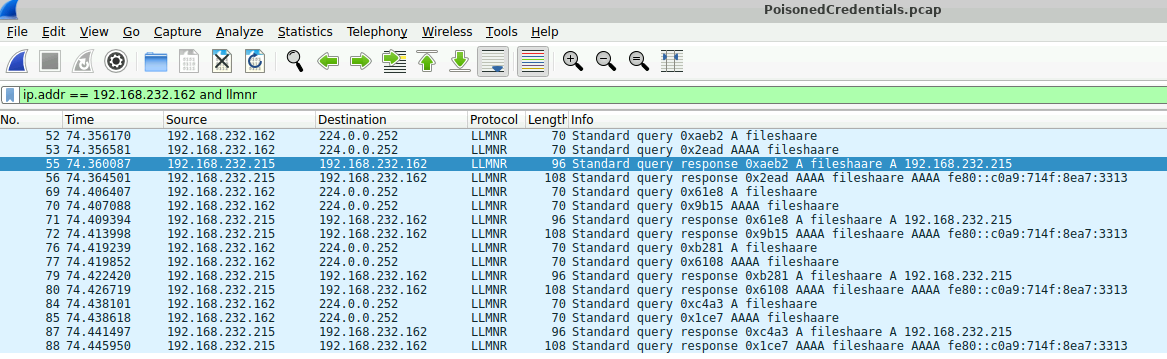 PoisonedCredentials.pcap
File Edit View Go Capture Analyze Statistics Telephony Wireless Tools Help
ip.addr == 192.168.232.162 and llmnr
No. Time Source Destination Protocol Length Info
52 74.356170 192.168.232.162 224.0.0.252 LLMNR 70 Standard query 0xaeb2 A fileshaare
53 74.356581 192.168.232.162 224.0.0.252 LLMNR 70 Standard query 0x2ead AAAA fileshaare
55 74.360087 192.168.232.215 192.168.232.162 LLMNR 96 Standard query response 0xaeb2 A fileshaare A 192.168.232.215
56 74.364501 192.168.232.215 192.168.232.162 LLMNR 108 Standard query response 0x2ead AAAA fileshaare AAAA fe80::c0a9:714f:8ea7:3313
69 74.406407 192.168.232.162 224.0.0.252 LLMNR 70 Standard query 0x61e8 A fileshaare
70 74.407088 192.168.232.162 224.0.0.252 LLMNR 70 Standard query 0x9b15 AAAA fileshaare
71 74.409394 192.168.232.215 192.168.232.162 LLMNR 96 Standard query response 0x61e8 A fileshaare A 192.168.232.215
72 74.413998 192.168.232.215 192.168.232.162 LLMNR 108 Standard query response 0x9b15 AAAA fileshaare AAAA fe80::c0a9:714f:8ea7:3313
76 74.419239 192.168.232.162 224.0.0.252 LLMNR 70 Standard query 0xb281 A fileshaare
77 74.419852 192.168.232.162 224.0.0.252 LLMNR 70 Standard query 0x6108 AAAA fileshaare
79 74.422420 192.168.232.215 192.168.232.162 LLMNR 96 Standard query response 0xb281 A fileshaare A 192.168.232.215
80 74.426719 192.168.232.215 192.168.232.162 LLMNR 108 Standard query response 0x6108 AAAA fileshaare AAAA fe80::c0a9:714f:8ea7:3313
84 74.438101 192.168.232.162 224.0.0.252 LLMNR 70 Standard query 0xc4a3 A fileshaare
85 74.438618 192.168.232.162 224.0.0.252 LLMNR 70 Standard query 0x1ce7 AAAA fileshaare
87 74.441497 192.168.232.215 192.168.232.162 LLMNR 96 Standard query response 0xc4a3 A fileshaare A 192.168.232.215
88 74.445950 192.168.232.215 192.168.232.162 LLMNR 108 Standard query response 0x1ce7 AAAA fileshaare AAAA fe80::c0a9:714f:8ea7:3313